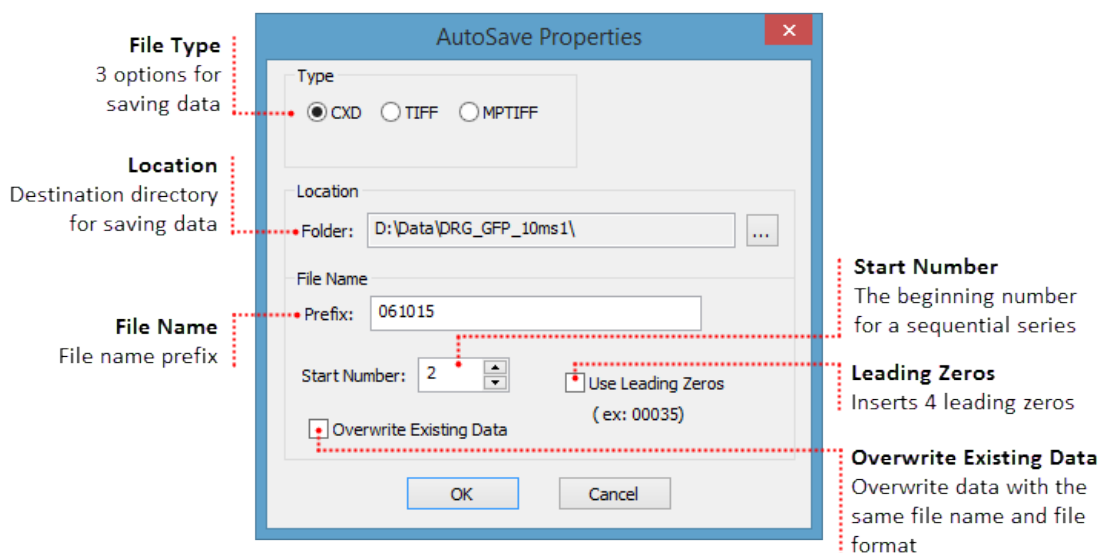 AutoSave Properties
File Type
3 options for
saving data
Type
CXD TIFF MPTIFF
Location
Destination directory
for saving data
Location
Folder: D:\Data\DRG_GFP_10ms1\ ...
File Name
Prefix: 061015
File Name
File name prefix
Start Number
The beginning number
for a sequential series
Start Number: 2
Use Leading Zeros
( ex: 00035)
Leading Zeros
Inserts 4 leading zeros
Overwrite Existing Data
Overwrite Existing Data
Overwrite data with the
same file name and file
format
OK Cancel